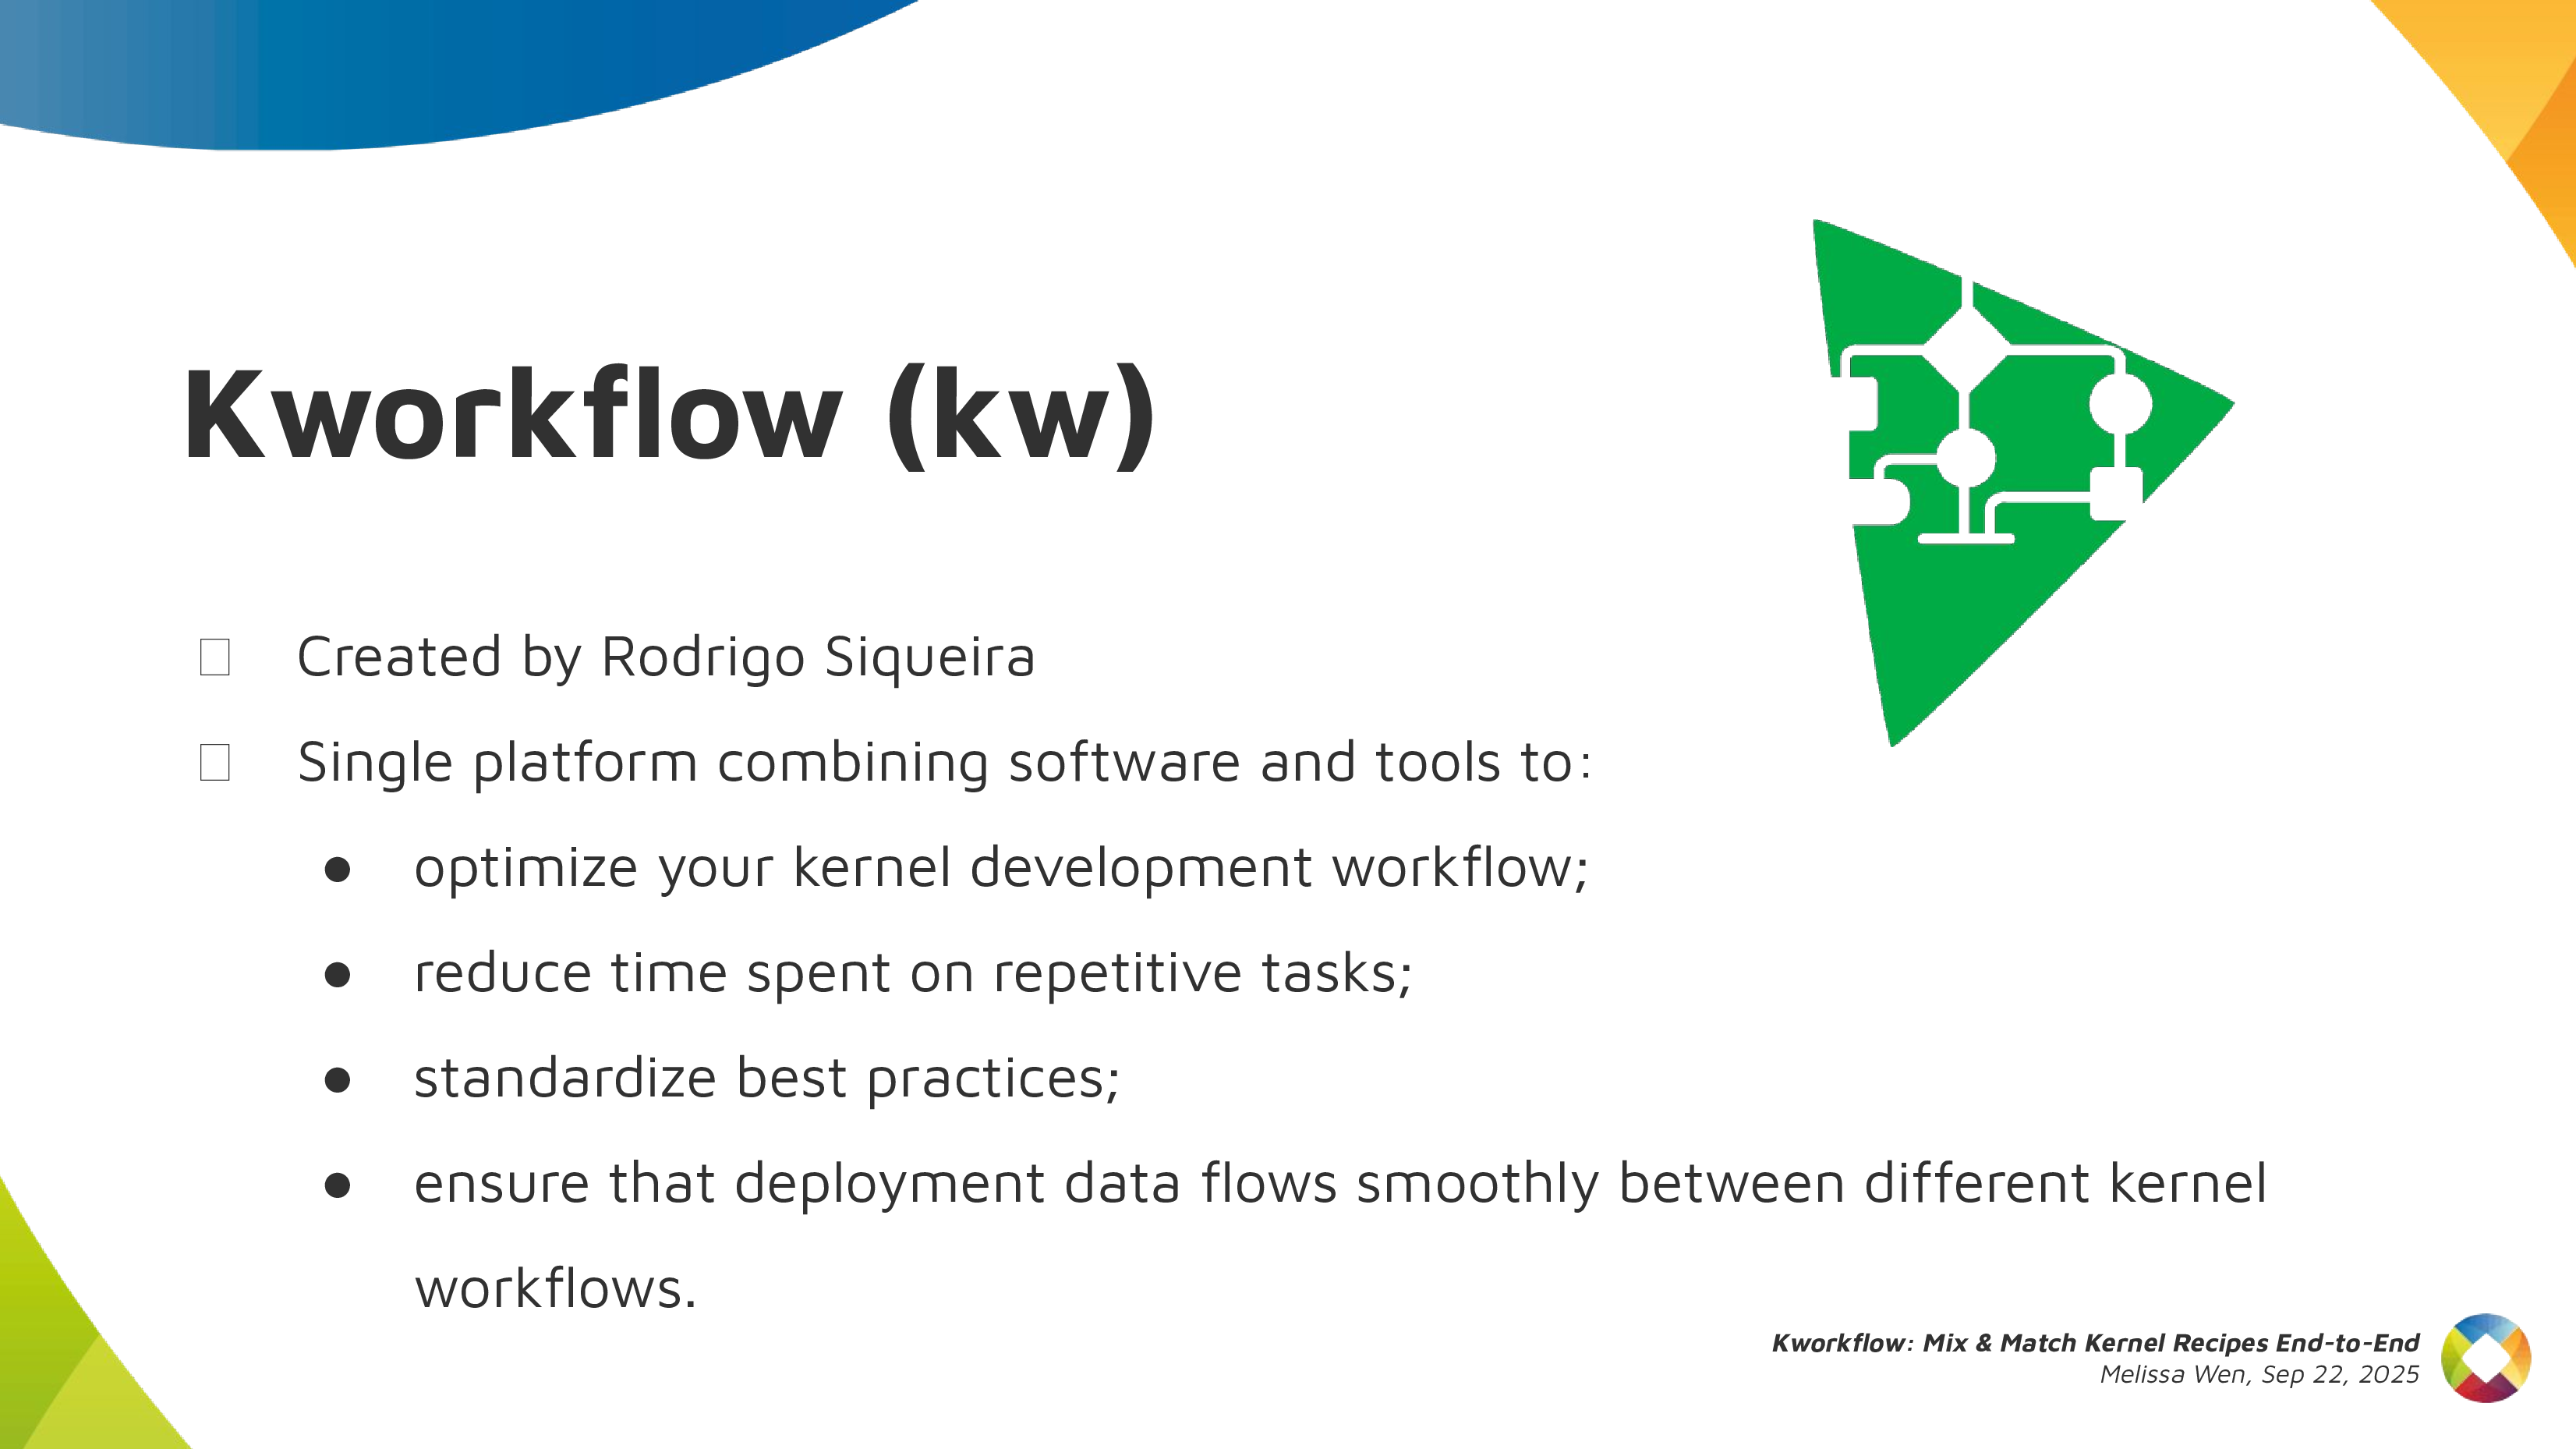 Kworkflow (kw)
Created by Rodrigo Siqueira
Single platform combining software and tools to:
● optimize your kernel development workflow;
● reduce time spent on repetitive tasks;
● standardize best practices;
● ensure that deployment data flows smoothly between different kernel
workflows.
Kworkflow: Mix & Match Kernel Recipes End-to-End
Melissa Wen, Sep 22, 2025